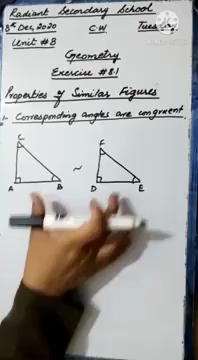 Radiant Secondary School
8th Dec, 2020 C.W Tuesday
Unit #8
Geometry
Exercise #8.1
Properties of Similar Figures
1- Corresponding angles are congruent
C F
~
A B D E